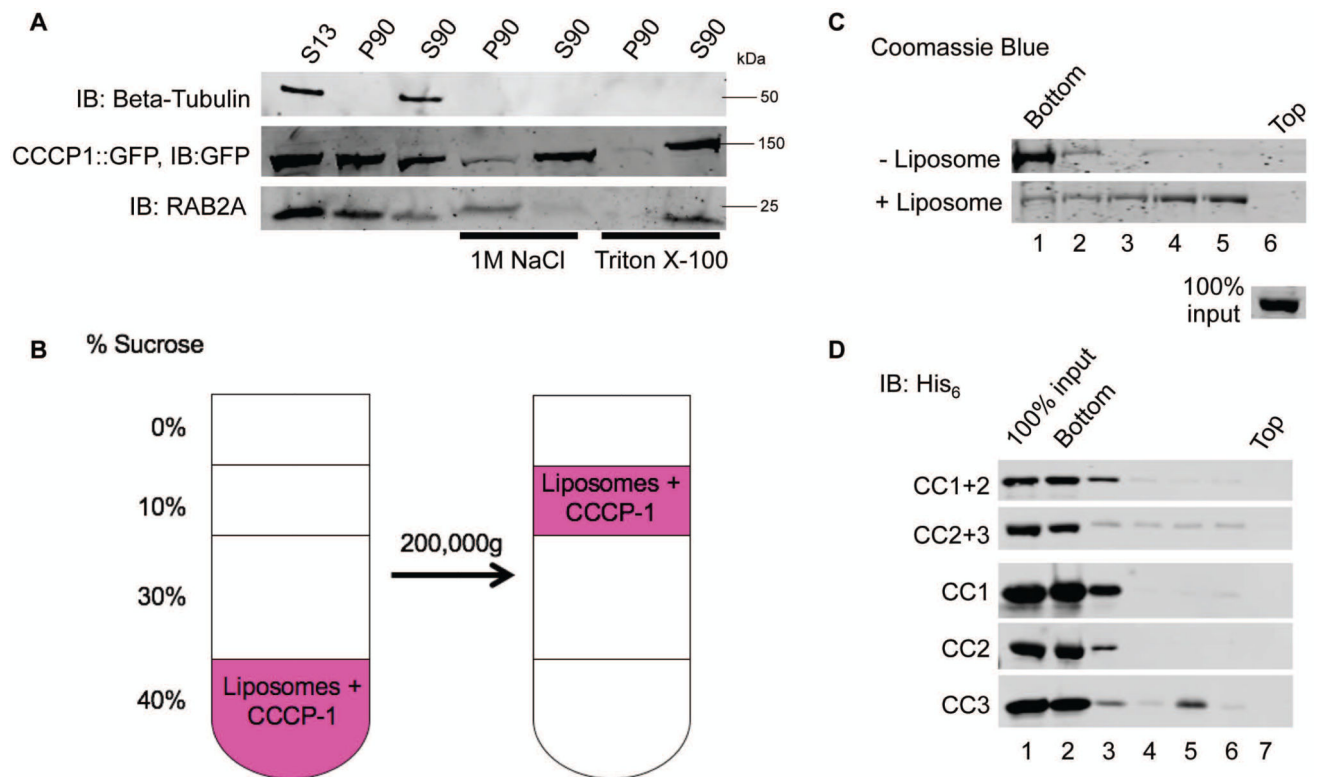 A
S13 P90 S90 P90 S90 P90 S90
kDa
IB: Beta-Tubulin
50
CCCP1::GFP, IB:GFP
150
IB: RAB2A
25
1M NaCl Triton X-100
B
% Sucrose
0%
10%
30%
40%
Liposomes +
CCCP-1
200,000g
Liposomes +
CCCP-1
C
Coomassie Blue
Bottom Top
- Liposome
+ Liposome
1 2 3 4 5 6
100%
input
D
IB: His₆
100% input Bottom Top
CC1+2
CC2+3
CC1
CC2
CC3
1 2 3 4 5 6 7